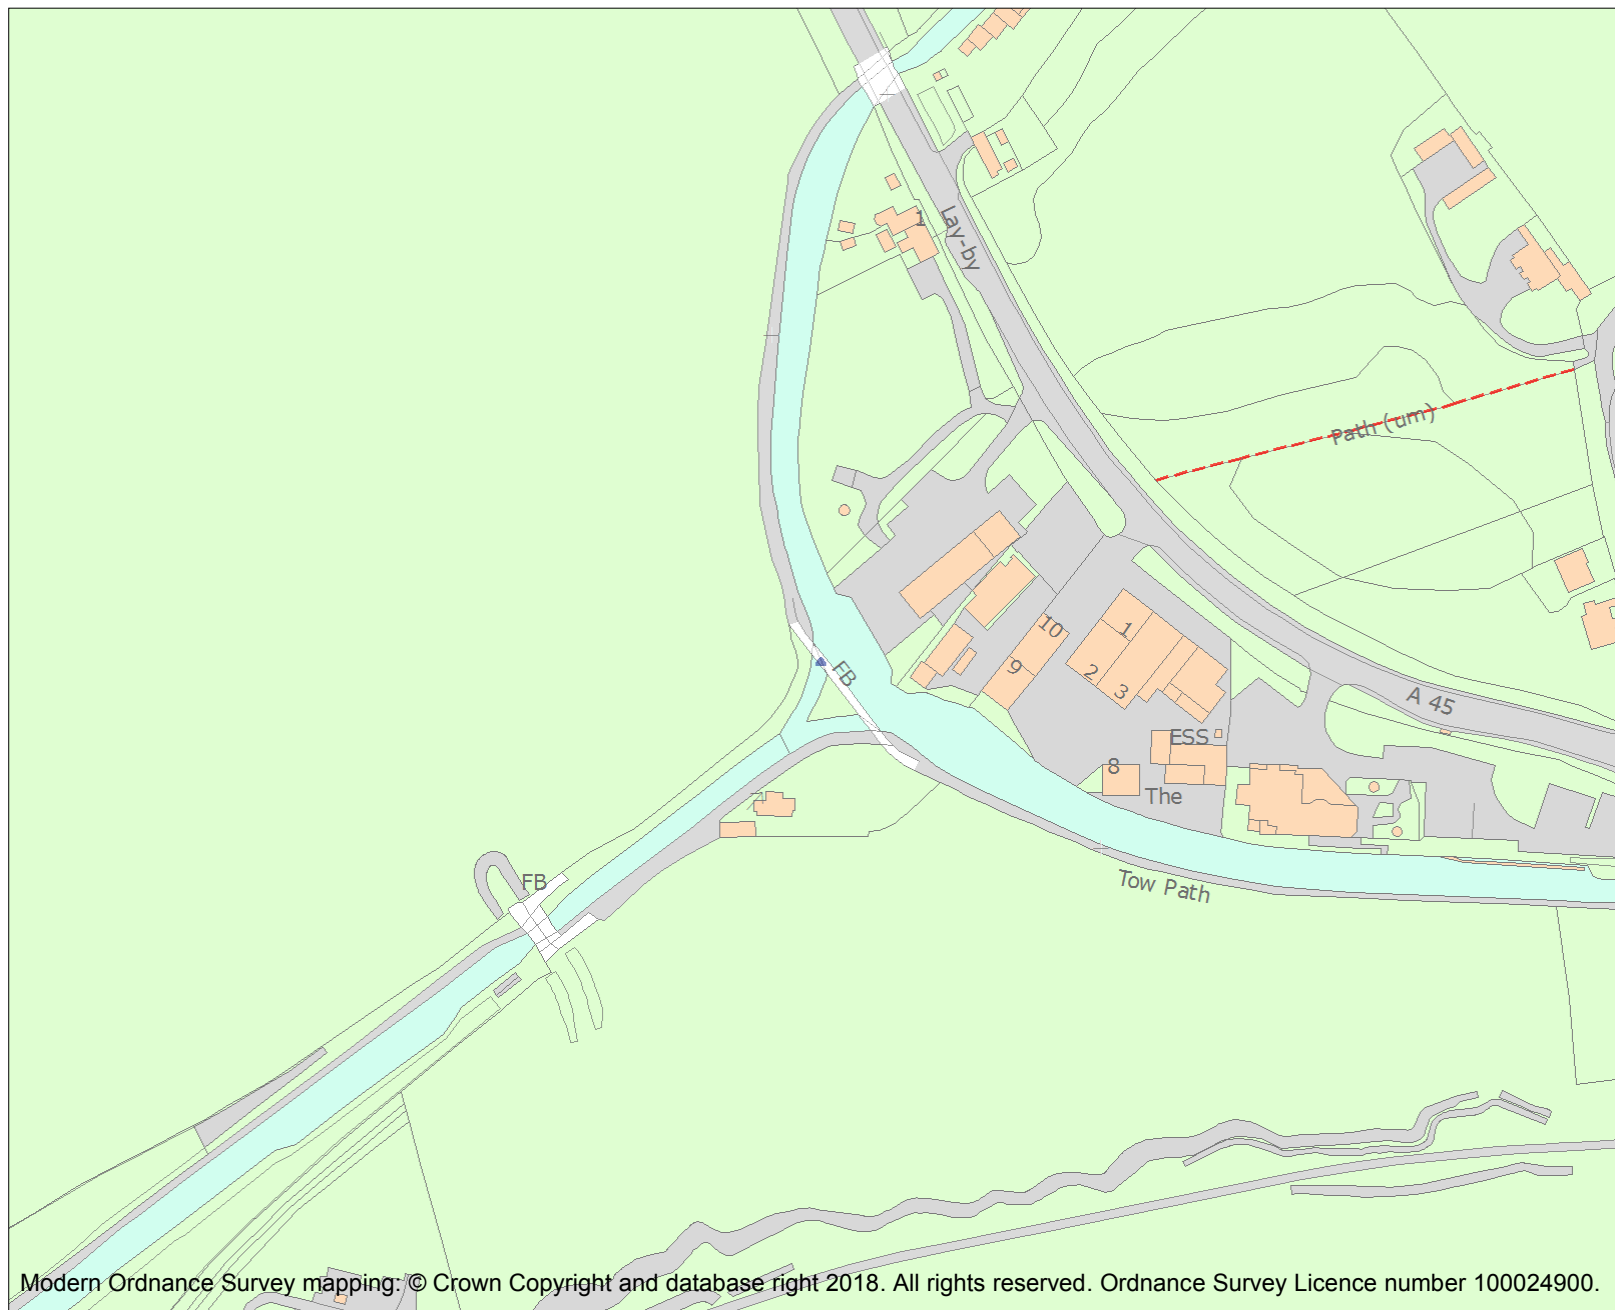 1
Lay-by
Path (um)
10
1
9
2
3
FB
A 45
ESS
8
The
FB
Tow Path
Modern Ordnance Survey mapping: © Crown Copyright and database right 2018. All rights reserved. Ordnance Survey Licence number 100024900.